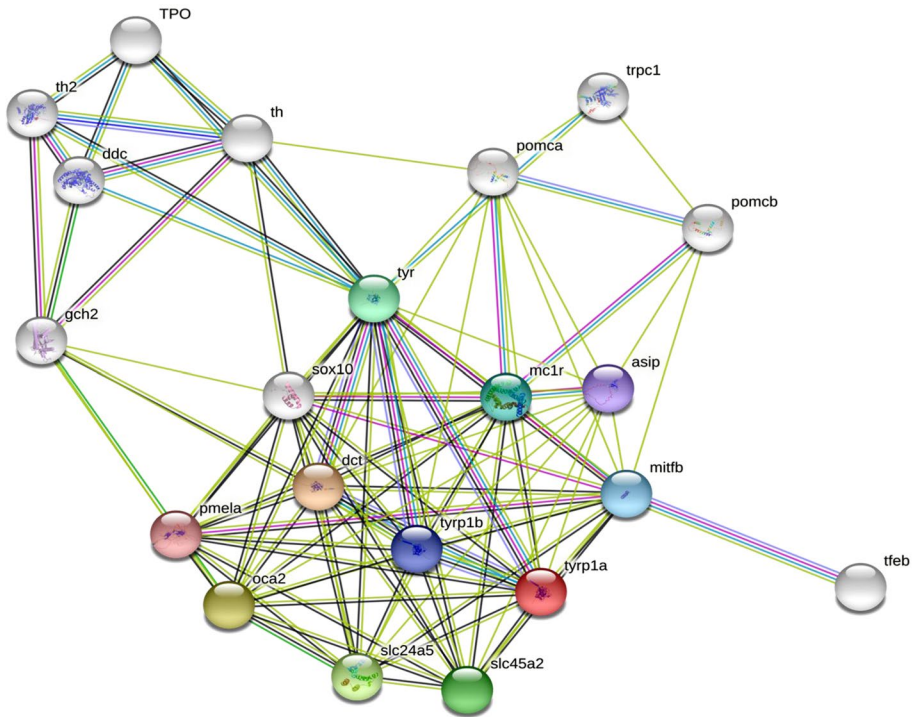 TPO
trpc1
th2
th
pomca
ddc
pomcb
tyr
gch2
sox10
mc1r
asip
dct
mitfb
pmela
tyrp1b
tfeb
oca2
tyrp1a
slc24a5
slc45a2